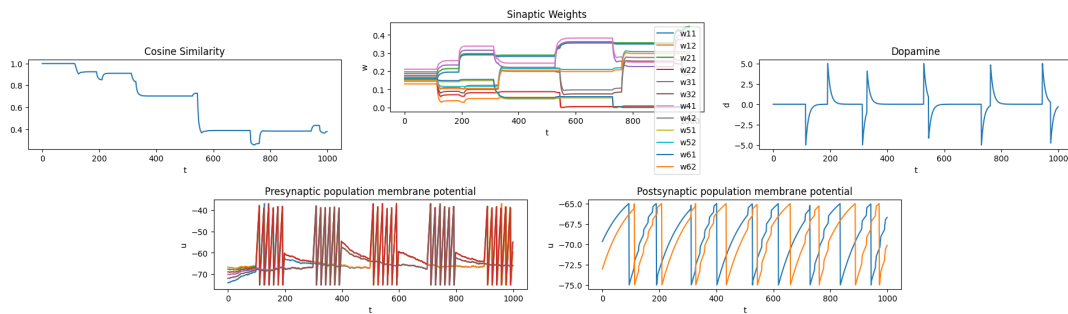 Sinaptic Weights
Cosine Similarity
Dopamine
1.0
0.8
0.6
0.4
0
200
400
600
800
1000
t
w
0.4
0.3
0.2
0.1
0.0
0
200
400
600
800
t
w11
w12
w21
w22
w31
w32
w41
w42
w51
w52
w61
w62
d
5.0
2.5
0.0
−2.5
−5.0
0
200
400
600
800
1000
t
Presynaptic population membrane potential
u
−40
−50
−60
−70
0
200
400
600
800
1000
t
Postsynaptic population membrane potential
u
−65.0
−67.5
−70.0
−72.5
−75.0
0
200
400
600
800
1000
t